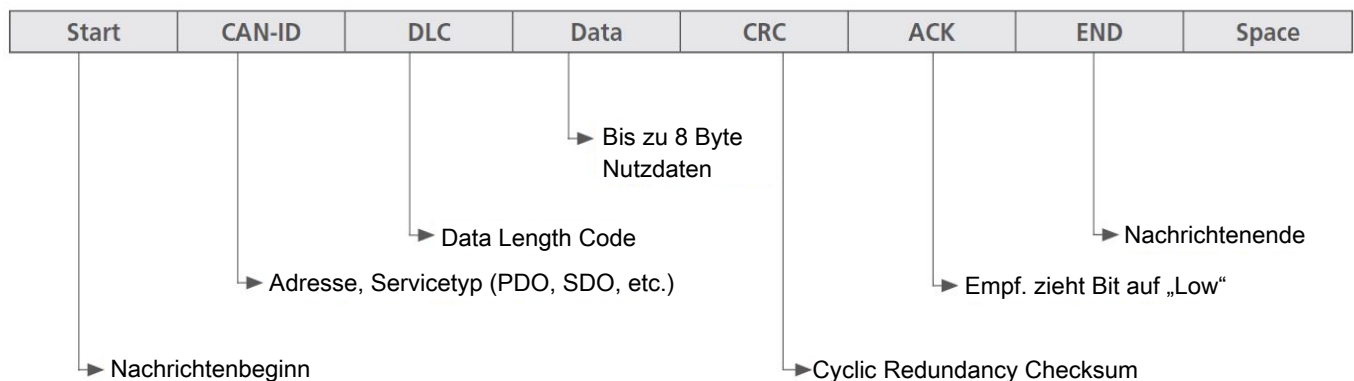 Start CAN-ID DLC Data CRC ACK END Space
Bis zu 8 Byte
Nutzdaten
Data Length Code
Nachrichtenende
Adresse, Servicetyp (PDO, SDO, etc.)
Empf. zieht Bit auf „Low“
Nachrichtenbeginn
Cyclic Redundancy Checksum